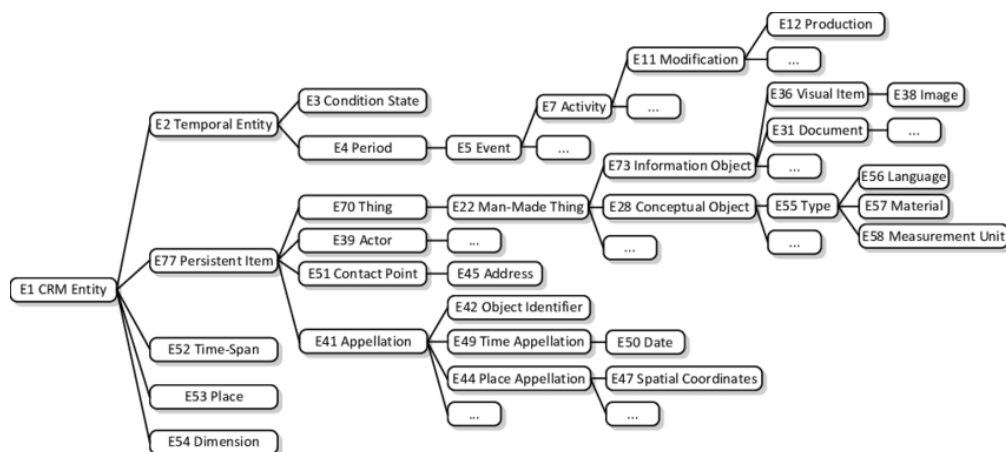 E12 Production
E11 Modification
...
E3 Condition State
E7 Activity
E36 Visual Item
E38 Image
E2 Temporal Entity
...
E31 Document
...
E4 Period
E5 Event
...
E73 Information Object
...
E56 Language
E70 Thing
E22 Man-Made Thing
E28 Conceptual Object
E55 Type
E57 Material
E39 Actor
...
...
...
E58 Measurement Unit
E77 Persistent Item
E51 Contact Point
E45 Address
E1 CRM Entity
E42 Object Identifier
E41 Appellation
E49 Time Appellation
E50 Date
E52 Time-Span
E44 Place Appellation
E47 Spatial Coordinates
E53 Place
...
...
E54 Dimension